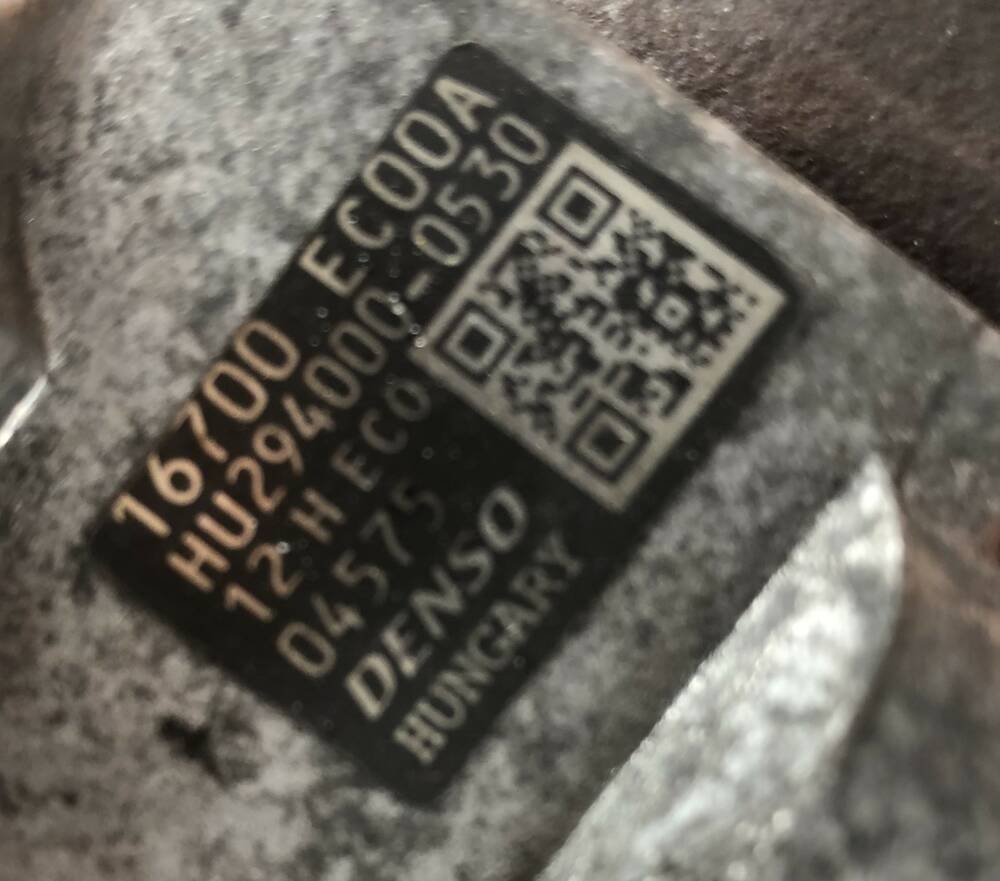 16700 EC00A
HU294000-0530
12 H EC0
04575
DENSO
HUNGARY